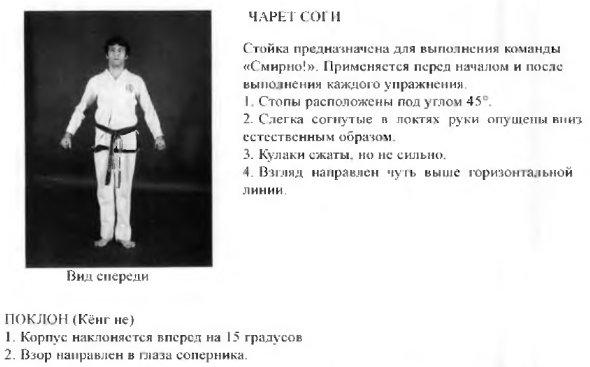 ЧАРЕТ СОГИ
Стойка предназначена для выполнения команды
«Смирно!». Применяется перед началом и после
выполнения каждого упражнения.
1. Стопы расположены под углом 45°.
2. Слегка согнутые в локтях руки опущены вниз
естественным образом.
3. Кулаки сжаты, но не сильно.
4. Взгляд направлен чуть выше горизонтальной
линии.
Вид спереди
ПОКЛОН (Кёнг не)
1. Корпус наклоняется вперед на 15 градусов
2. Взор направлен в глаза соперника.